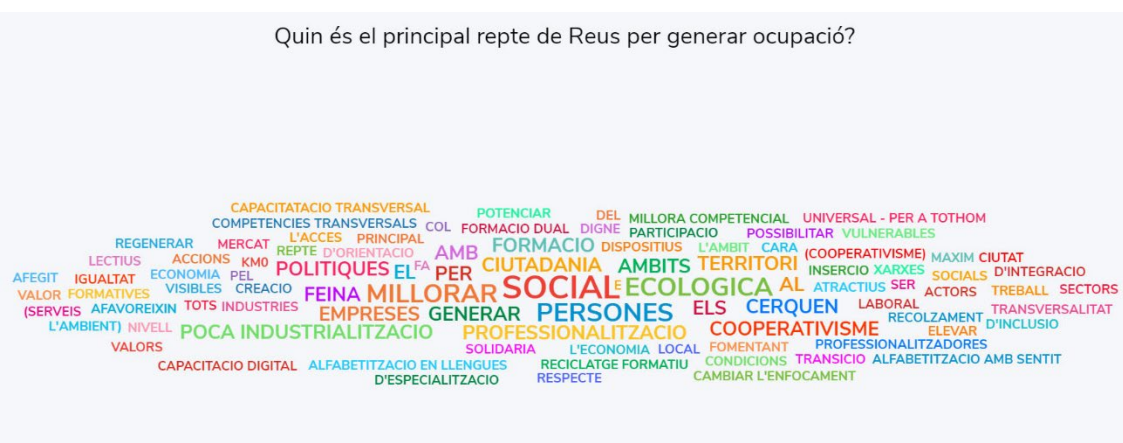 Quin és el principal repte de Reus per generar ocupació?
CAPACITATACIO TRANSVERSAL POTENCIAR DEL MILLORA COMPETENCIAL UNIVERSAL - PER A TOTHOM
COMPETENCIES TRANSVERSALS COL FORMACIO DUAL DIGNE PARTICIPACIO POSSIBILITAR VULNERABLES
REGENERAR MERCAT L'ACCES PRINCIPAL FORMACIO DISPOSITIUS L'AMBIT CARA (COOPERATIVISME) MAXIM CIUTAT
LECTIUS ACCIONS KM0 REPTE D'ORIENTACIO AMB CIUTADANIA AMBITS TERRITORI INSERCIO XARXES SOCIALS D'INTEGRACIO
AFEGIT IGUALTAT ECONOMIA PEL POLITIQUES EL FA PER SOCIAL E ECOLOGICA AL ATRACTIUS SER ACTORS TREBALL SECTORS
VALOR FORMATIVES VISIBLES CREACIO FEINA MILLORAR
(SERVEIS AFAVOREIXIN TOTS INDUSTRIES EMPRESES GENERAR PERSONES ELS CERQUEN LABORAL RECOLZAMENT TRANSVERSALITAT
L'AMBIENT) NIVELL POCA INDUSTRIALITZACIO PROFESSIONALITZACIO COOPERATIVISME ELEVAR D'INCLUSIO
VALORS SOLIDARIA L'ECONOMIA LOCAL FOMENTANT PROFESSIONALITZADORES
CAPACITACIO DIGITAL ALFABETITZACIO EN LLENGUES RECICLATGE FORMATIU CONDICIONS TRANSICIO ALFABETITZACIO AMB SENTIT
D'ESPECIALITZACIO RESPECTE CAMBIAR L'ENFOCAMENT